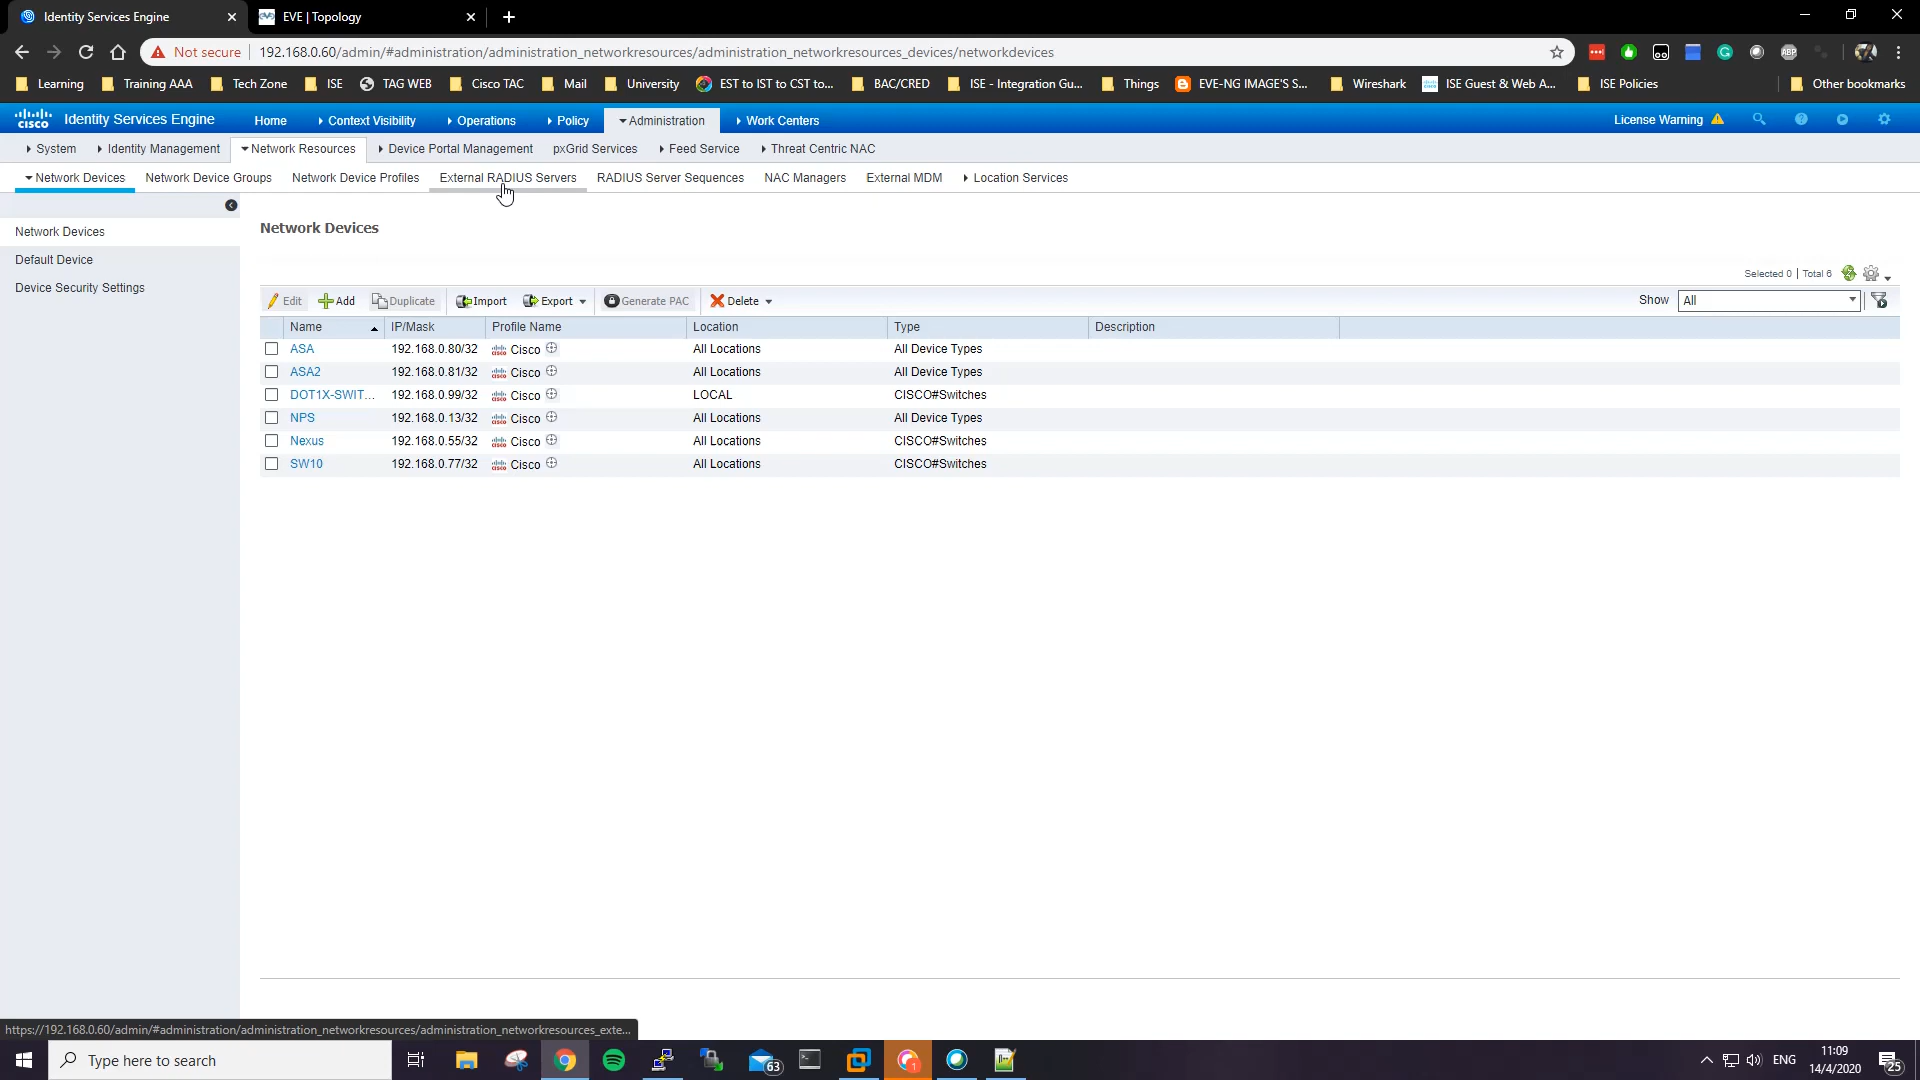 Identity Services Engine
EVE | Topology
Not secure
192.168.0.60/admin/#administration/administration_networkresources/administration_networkresources_devices/networkdevices
ABP
Learning
Training AAA
Tech Zone
ISE
TAG WEB
Cisco TAC
Mail
University
EST to IST to CST to...
BAC/CRED
ISE - Integration Gu...
Things
EVE-NG IMAGE'S S...
Wireshark
ISE Guest & Web A...
ISE Policies
Other bookmarks
cisco
Identity Services Engine
Home
Context Visibility
Operations
Policy
Administration
Work Centers
License Warning
System
Identity Management
Network Resources
Device Portal Management
pxGrid Services
Feed Service
Threat Centric NAC
Network Devices
Network Device Groups
Network Device Profiles
External RADIUS Servers
RADIUS Server Sequences
NAC Managers
External MDM
Location Services
Network Devices
Default Device
Device Security Settings
Network Devices
Selected 0 | Total 6
Edit
Add
Duplicate
Import
Export
Generate PAC
Delete
Show
All
Name IP/Mask Profile Name Location Type Description
ASA 192.168.0.80/32 Cisco All Locations All Device Types
ASA2 192.168.0.81/32 Cisco All Locations All Device Types
DOT1X-SWIT... 192.168.0.99/32 Cisco LOCAL CISCO#Switches
NPS 192.168.0.13/32 Cisco All Locations All Device Types
Nexus 192.168.0.55/32 Cisco All Locations CISCO#Switches
SW10 192.168.0.77/32 Cisco All Locations CISCO#Switches
https://192.168.0.60/admin/#administration/administration_networkresources/administration_networkresources_exte...
Type here to search
63
1
ENG
11:09
14/4/2020
25